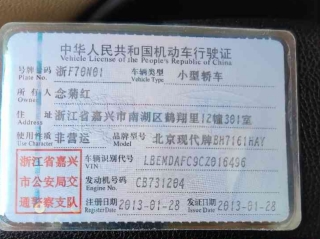 中华人民共和国机动车行驶证
Vehicle License of the People's Republic of China
号牌号码 浙F70N01 车辆类型 小型轿车
Plate No. Vehicle Type
所有人 念菊红
Owner
住址 浙江省嘉兴市南湖区鹤翔里12幢301室
Address
使用性质 非营运 品牌型号 北京现代牌BH7161HAY
Use Character Model
浙江省嘉兴市公安局交通警察支队
车辆识别代号 LBEMDAFC9CZ016496
VIN
发动机号码 CB731204
Engine No.
注册日期 2013-01-28 发证日期 2013-01-28
Register Date Issue Date